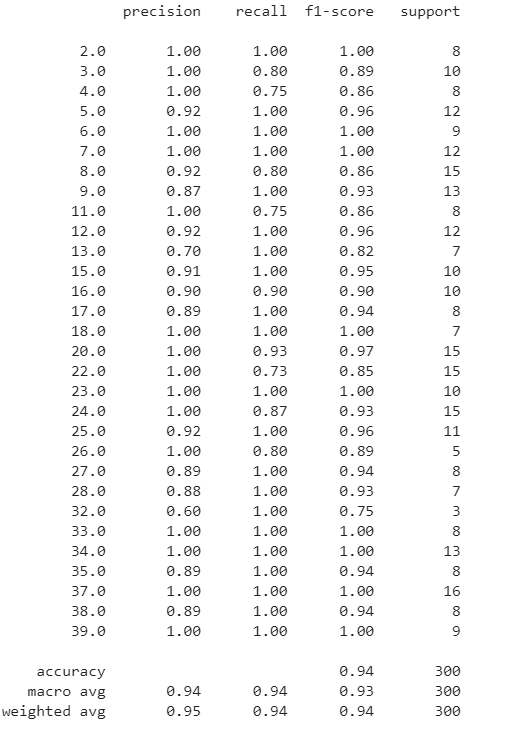 precision recall f1-score support
2.0 1.00 1.00 1.00 8
3.0 1.00 0.80 0.89 10
4.0 1.00 0.75 0.86 8
5.0 0.92 1.00 0.96 12
6.0 1.00 1.00 1.00 9
7.0 1.00 1.00 1.00 12
8.0 0.92 0.80 0.86 15
9.0 0.87 1.00 0.93 13
11.0 1.00 0.75 0.86 8
12.0 0.92 1.00 0.96 12
13.0 0.70 1.00 0.82 7
15.0 0.91 1.00 0.95 10
16.0 0.90 0.90 0.90 10
17.0 0.89 1.00 0.94 8
18.0 1.00 1.00 1.00 7
20.0 1.00 0.93 0.97 15
22.0 1.00 0.73 0.85 15
23.0 1.00 1.00 1.00 10
24.0 1.00 0.87 0.93 15
25.0 0.92 1.00 0.96 11
26.0 1.00 0.80 0.89 5
27.0 0.89 1.00 0.94 8
28.0 0.88 1.00 0.93 7
32.0 0.60 1.00 0.75 3
33.0 1.00 1.00 1.00 8
34.0 1.00 1.00 1.00 13
35.0 0.89 1.00 0.94 8
37.0 1.00 1.00 1.00 16
38.0 0.89 1.00 0.94 8
39.0 1.00 1.00 1.00 9
accuracy 0.94 300
macro avg 0.94 0.94 0.93 300
weighted avg 0.95 0.94 0.94 300